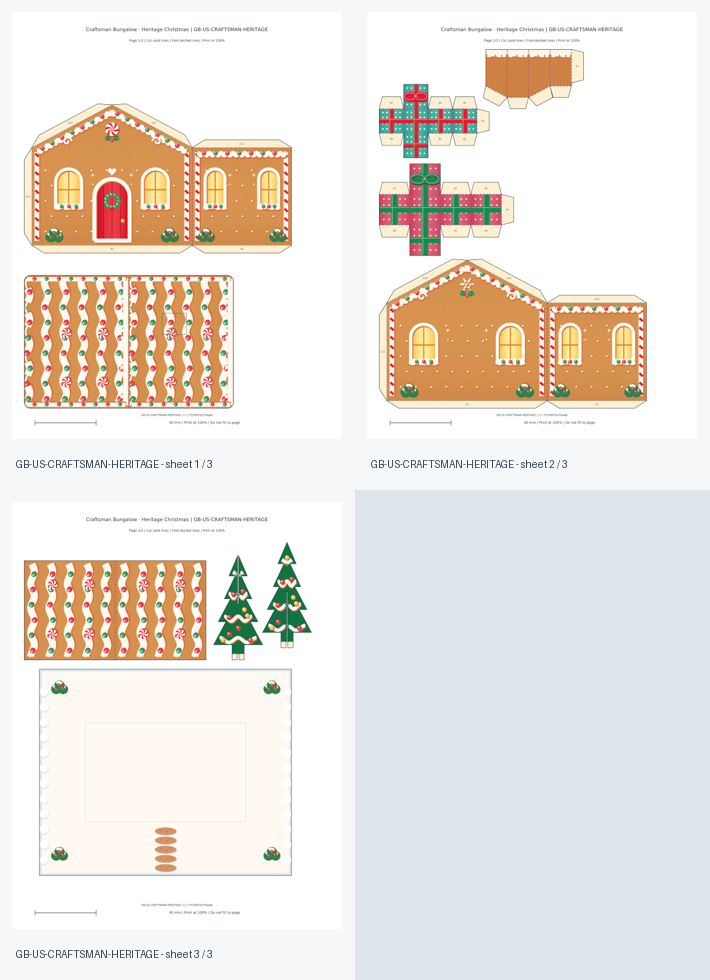 Craftsman Bungalow · Heritage Christmas | GB-US-CRAFTSMAN-HERITAGE
Page 1/3 | Cut solid lines | Fold dashed lines | Print at 100%
40 mm | Print at 100% | Do not fit to page
GB-US-CRAFTSMAN-HERITAGE - sheet 1 / 3
Craftsman Bungalow · Heritage Christmas | GB-US-CRAFTSMAN-HERITAGE
Page 2/3 | Cut solid lines | Fold dashed lines | Print at 100%
40 mm | Print at 100% | Do not fit to page
GB-US-CRAFTSMAN-HERITAGE - sheet 2 / 3
Craftsman Bungalow · Heritage Christmas | GB-US-CRAFTSMAN-HERITAGE
Page 3/3 | Cut solid lines | Fold dashed lines | Print at 100%
40 mm | Print at 100% | Do not fit to page
GB-US-CRAFTSMAN-HERITAGE - sheet 3 / 3